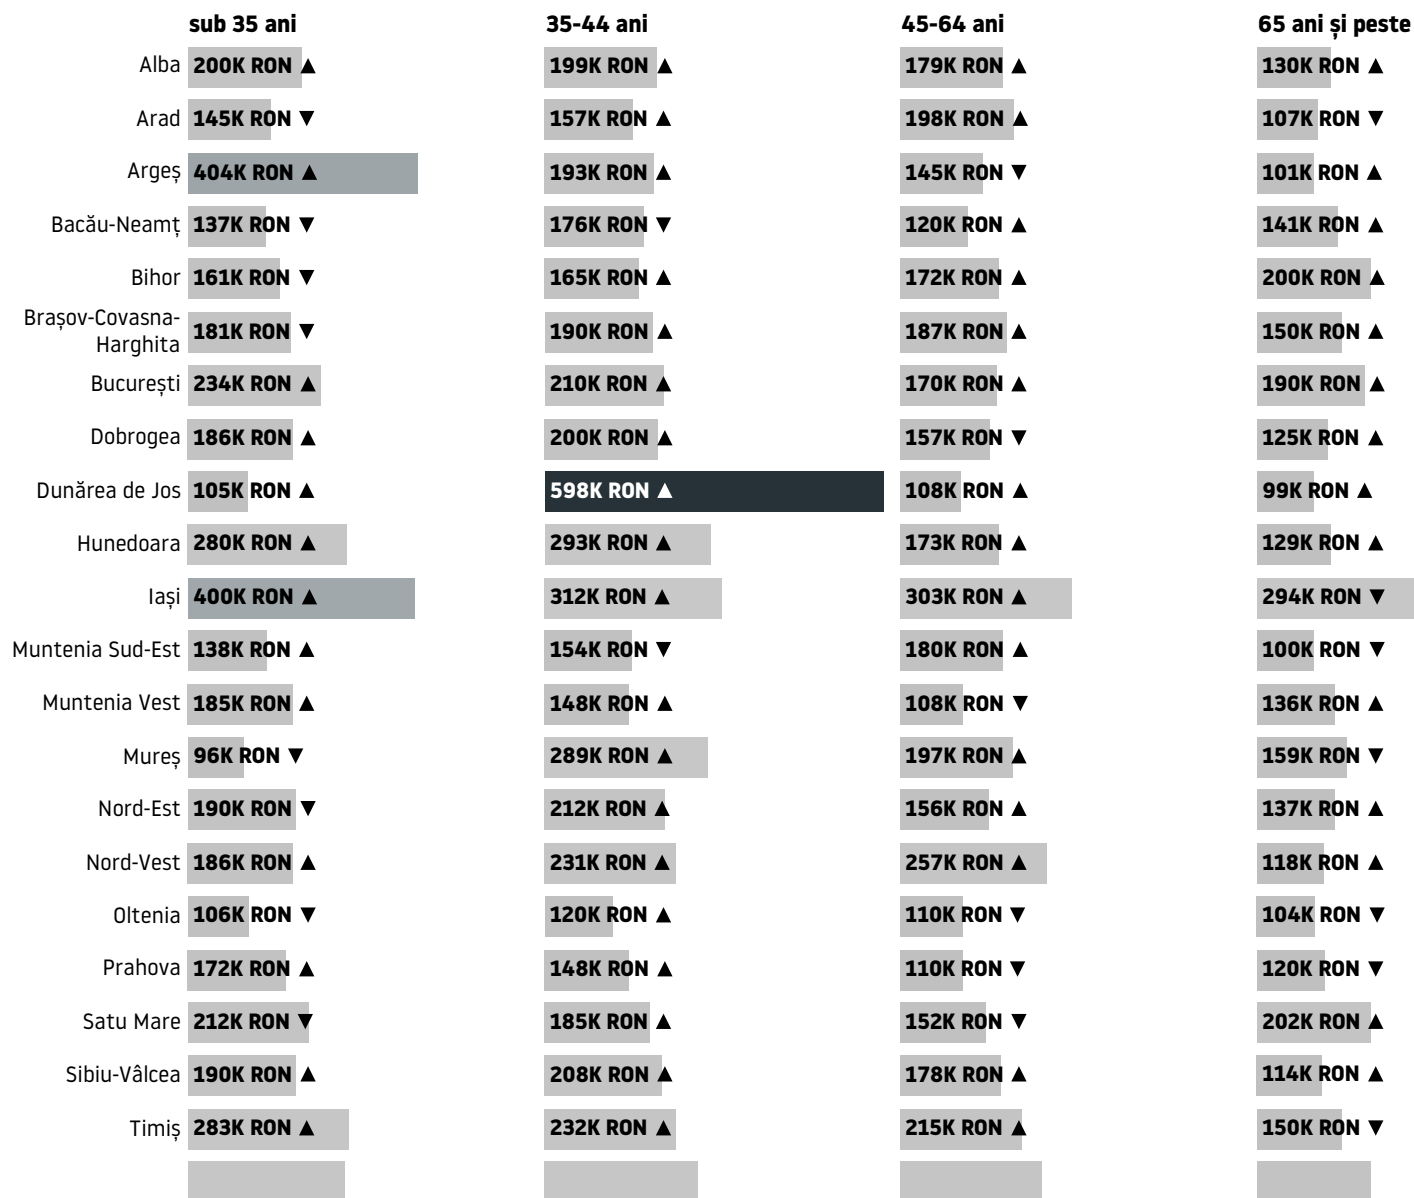 sub 35 ani 35-44 ani 45-64 ani 65 ani și peste
Alba 200K RON ▲ 199K RON ▲ 179K RON ▲ 130K RON ▲
Arad 145K RON ▼ 157K RON ▲ 198K RON ▲ 107K RON ▼
Argeș 404K RON ▲ 193K RON ▲ 145K RON ▼ 101K RON ▲
Bacău-Neamț 137K RON ▼ 176K RON ▼ 120K RON ▲ 141K RON ▲
Bihor 161K RON ▼ 165K RON ▲ 172K RON ▲ 200K RON ▲
Brașov-Covasna-
Harghita 181K RON ▼ 190K RON ▲ 187K RON ▲ 150K RON ▲
București 234K RON ▲ 210K RON ▲ 170K RON ▲ 190K RON ▲
Dobrogea 186K RON ▲ 200K RON ▲ 157K RON ▼ 125K RON ▲
Dunărea de Jos 105K RON ▲ 598K RON ▲ 108K RON ▲ 99K RON ▲
Hunedoara 280K RON ▲ 293K RON ▲ 173K RON ▲ 129K RON ▲
Iași 400K RON ▲ 312K RON ▲ 303K RON ▲ 294K RON ▼
Muntenia Sud-Est 138K RON ▲ 154K RON ▼ 180K RON ▲ 100K RON ▼
Muntenia Vest 185K RON ▲ 148K RON ▲ 108K RON ▼ 136K RON ▲
Mureș 96K RON ▼ 289K RON ▲ 197K RON ▲ 159K RON ▼
Nord-Est 190K RON ▼ 212K RON ▲ 156K RON ▲ 137K RON ▲
Nord-Vest 186K RON ▲ 231K RON ▲ 257K RON ▲ 118K RON ▲
Oltenia 106K RON ▼ 120K RON ▲ 110K RON ▼ 104K RON ▼
Prahova 172K RON ▲ 148K RON ▲ 110K RON ▼ 120K RON ▼
Satu Mare 212K RON ▼ 185K RON ▲ 152K RON ▼ 202K RON ▲
Sibiu-Vâlcea 190K RON ▲ 208K RON ▲ 178K RON ▲ 114K RON ▲
Timiș 283K RON ▲ 232K RON ▲ 215K RON ▲ 150K RON ▼